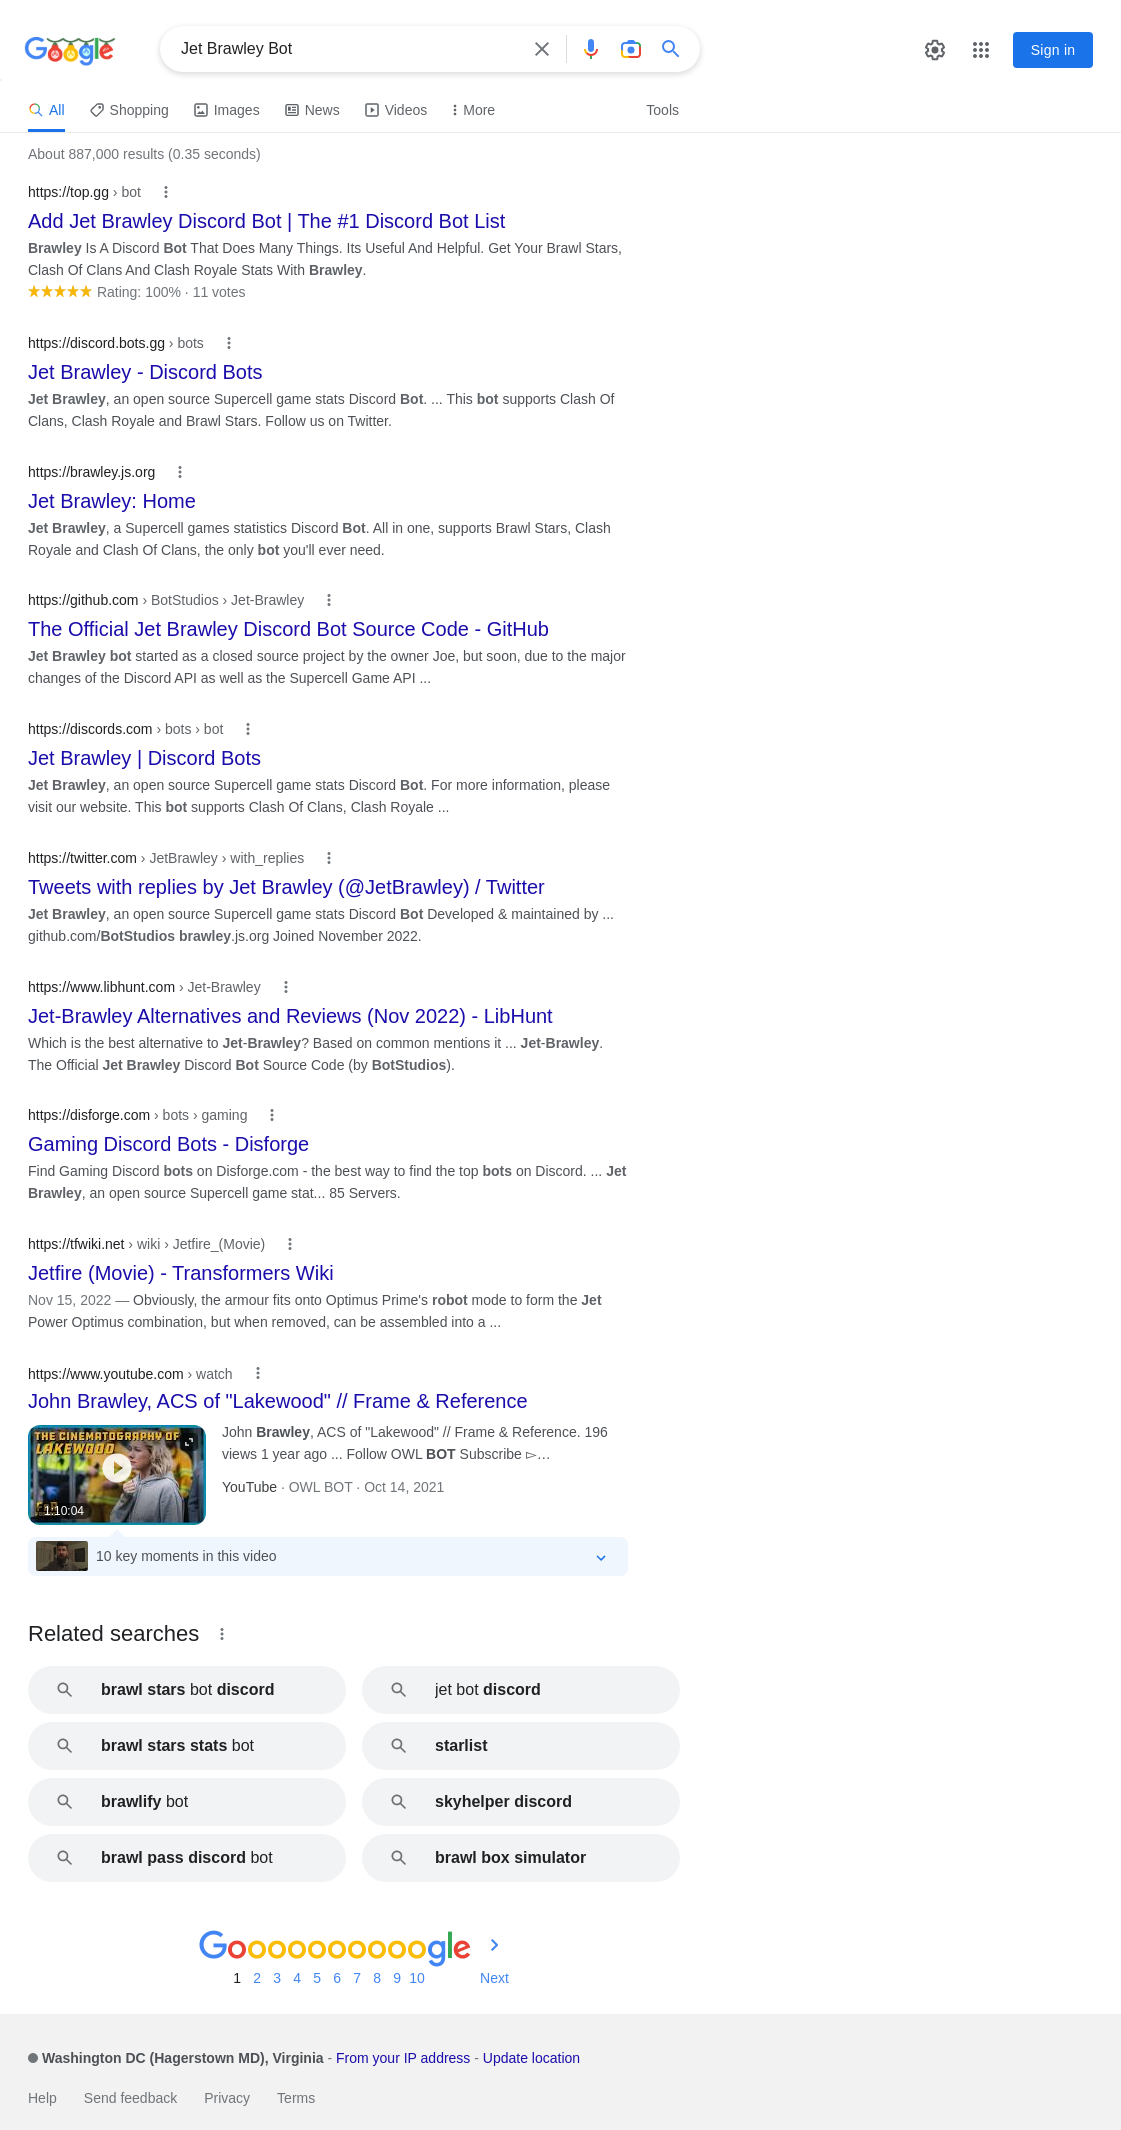 Google
Jet Brawley Bot
Sign in
All
Shopping
Images
News
Videos
More
Tools
About 887,000 results (0.35 seconds)
https://top.gg › bot
Add Jet Brawley Discord Bot | The #1 Discord Bot List
Brawley Is A Discord Bot That Does Many Things. Its Useful And Helpful. Get Your Brawl Stars,
Clash Of Clans And Clash Royale Stats With Brawley.
Rating: 100% · 11 votes
https://discord.bots.gg › bots
Jet Brawley - Discord Bots
Jet Brawley, an open source Supercell game stats Discord Bot. ... This bot supports Clash Of
Clans, Clash Royale and Brawl Stars. Follow us on Twitter.
https://brawley.js.org
Jet Brawley: Home
Jet Brawley, a Supercell games statistics Discord Bot. All in one, supports Brawl Stars, Clash
Royale and Clash Of Clans, the only bot you'll ever need.
https://github.com › BotStudios › Jet-Brawley
The Official Jet Brawley Discord Bot Source Code - GitHub
Jet Brawley bot started as a closed source project by the owner Joe, but soon, due to the major
changes of the Discord API as well as the Supercell Game API ...
https://discords.com › bots › bot
Jet Brawley | Discord Bots
Jet Brawley, an open source Supercell game stats Discord Bot. For more information, please
visit our website. This bot supports Clash Of Clans, Clash Royale ...
https://twitter.com › JetBrawley › with_replies
Tweets with replies by Jet Brawley (@JetBrawley) / Twitter
Jet Brawley, an open source Supercell game stats Discord Bot Developed & maintained by ...
github.com/BotStudios brawley.js.org Joined November 2022.
https://www.libhunt.com › Jet-Brawley
Jet-Brawley Alternatives and Reviews (Nov 2022) - LibHunt
Which is the best alternative to Jet-Brawley? Based on common mentions it ... Jet-Brawley.
The Official Jet Brawley Discord Bot Source Code (by BotStudios).
https://disforge.com › bots › gaming
Gaming Discord Bots - Disforge
Find Gaming Discord bots on Disforge.com - the best way to find the top bots on Discord. ... Jet
Brawley, an open source Supercell game stat... 85 Servers.
https://tfwiki.net › wiki › Jetfire_(Movie)
Jetfire (Movie) - Transformers Wiki
Nov 15, 2022 — Obviously, the armour fits onto Optimus Prime's robot mode to form the Jet
Power Optimus combination, but when removed, can be assembled into a ...
https://www.youtube.com › watch
John Brawley, ACS of "Lakewood" // Frame & Reference
THE CINEMATOGRAPHY OF
LAKEWOOD
1:10:04
John Brawley, ACS of "Lakewood" // Frame & Reference. 196
views 1 year ago ... Follow OWL BOT Subscribe ▻…
YouTube · OWL BOT · Oct 14, 2021
10 key moments in this video
Related searches
brawl stars bot discord
jet bot discord
brawl stars stats bot
starlist
brawlify bot
skyhelper discord
brawl pass discord bot
brawl box simulator
Goooooooooogle
1 2 3 4 5 6 7 8 9 10 Next
Washington DC (Hagerstown MD), Virginia - From your IP address - Update location
Help Send feedback Privacy Terms